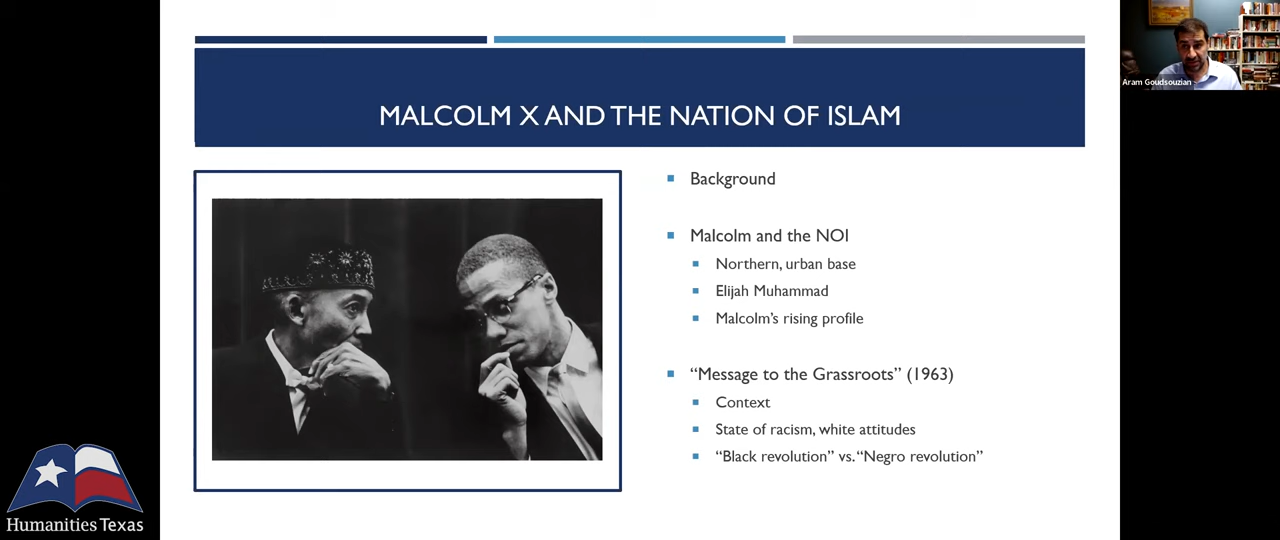 MALCOLM X AND THE NATION OF ISLAM
Background
Malcolm and the NOI
Northern, urban base
Elijah Muhammad
Malcolm's rising profile
“Message to the Grassroots” (1963)
Context
State of racism, white attitudes
“Black revolution” vs. “Negro revolution”
Aram Goudsouzian
Humanities Texas